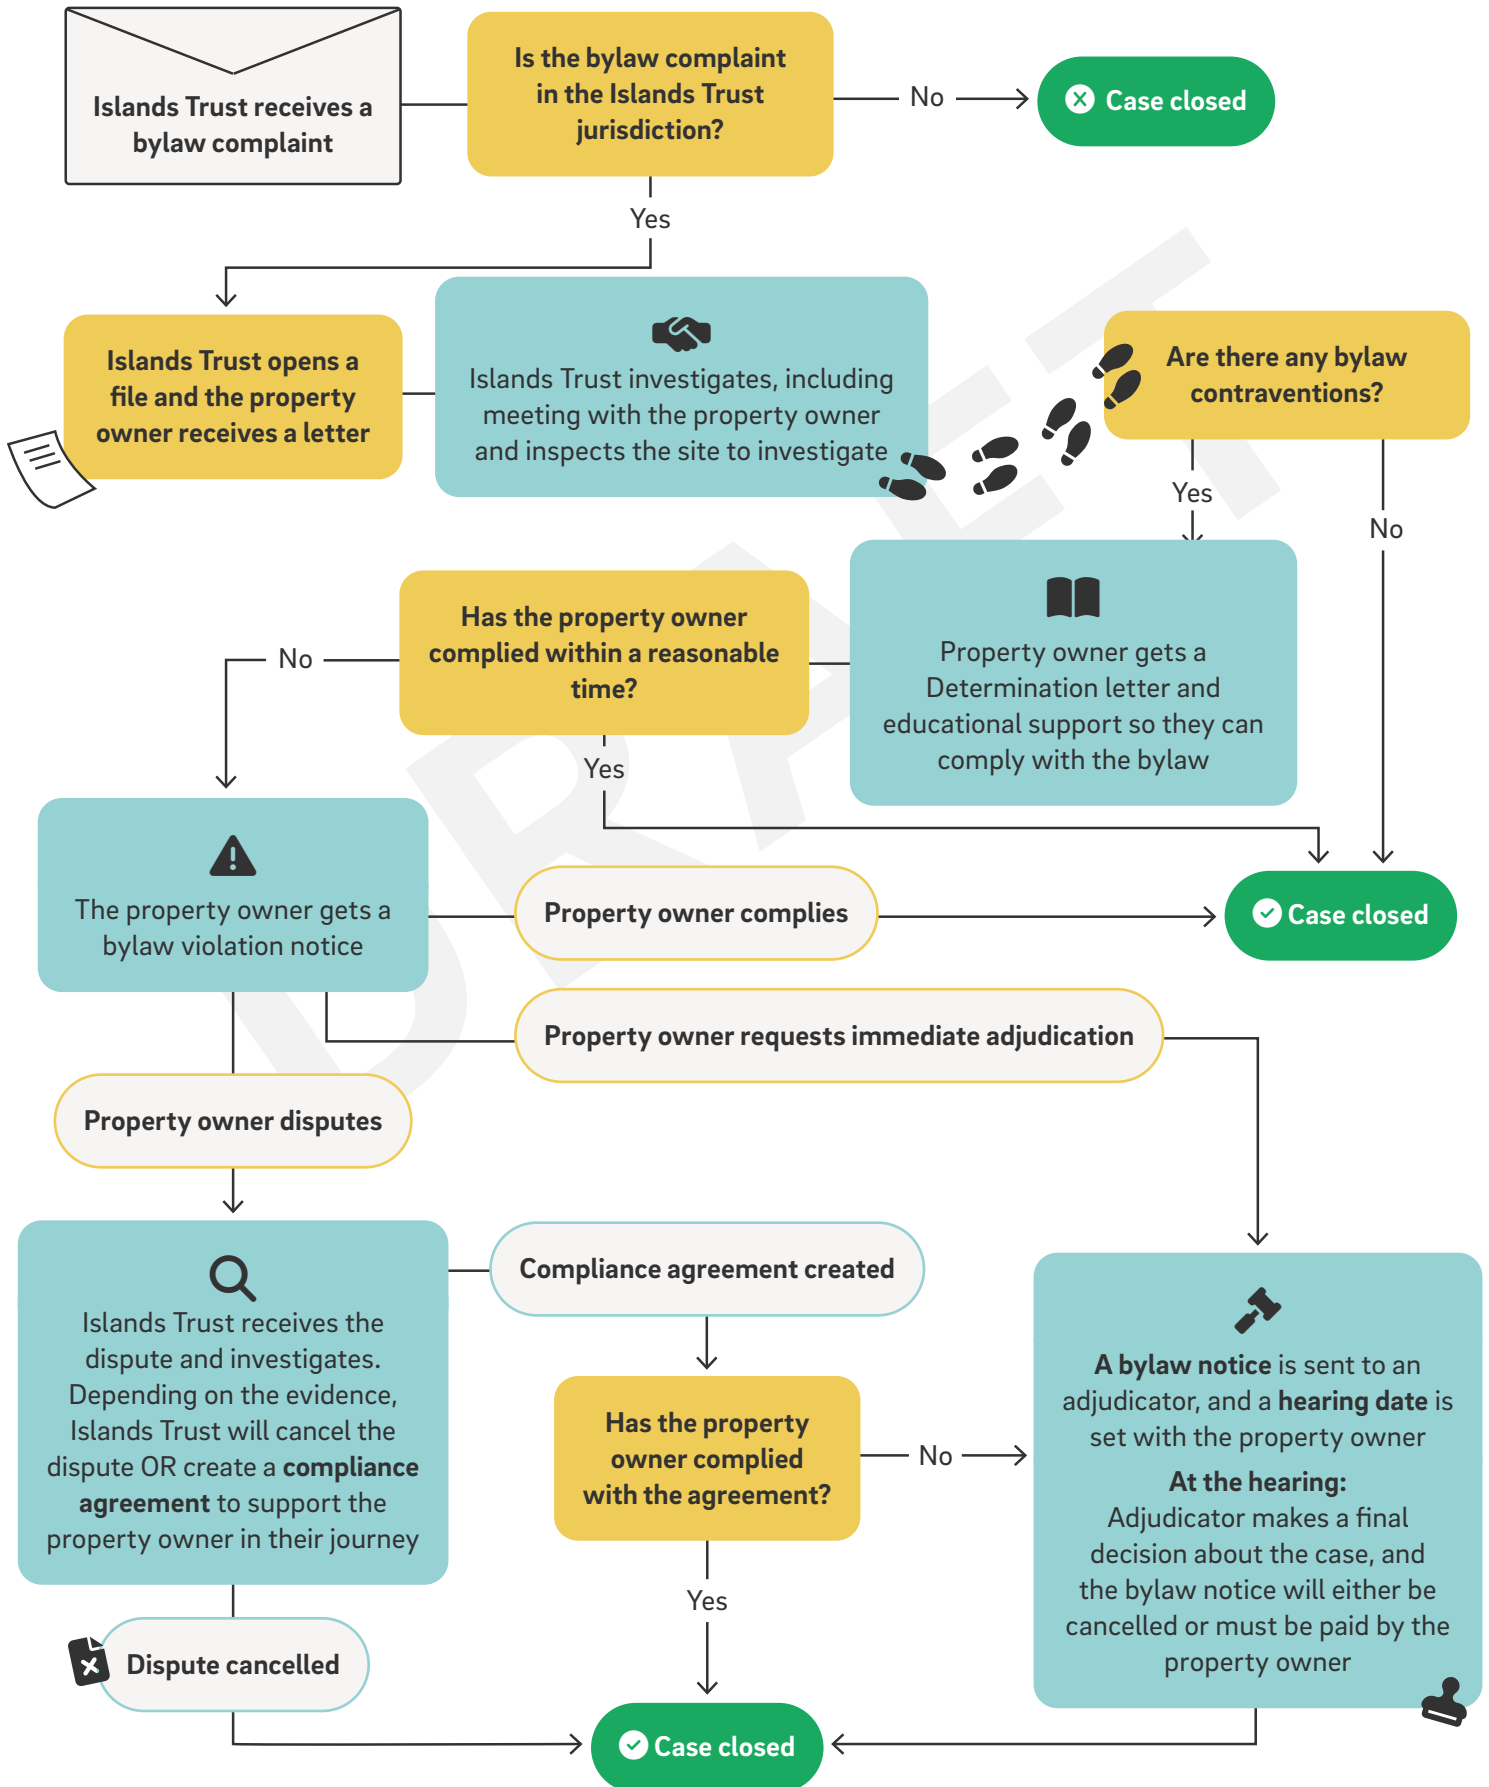 Islands Trust receives a
bylaw complaint
Is the bylaw complaint
in the Islands Trust
jurisdiction?
No
Case closed
Yes
Islands Trust opens a
file and the property
owner receives a letter
Islands Trust investigates, including
meeting with the property owner
and inspects the site to investigate
Are there any bylaw
contraventions?
Yes
No
Property owner gets a
Determination letter and
educational support so they can
comply with the bylaw
Has the property owner
complied within a reasonable
time?
No
Yes
The property owner gets a
bylaw violation notice
Property owner complies
Case closed
Property owner requests immediate adjudication
Property owner disputes
Islands Trust receives the
dispute and investigates.
Depending on the evidence,
Islands Trust will cancel the
dispute OR create a compliance
agreement to support the
property owner in their journey
Compliance agreement created
Has the property
owner complied
with the agreement?
No
Yes
A bylaw notice is sent to an
adjudicator, and a hearing date is
set with the property owner
At the hearing:
Adjudicator makes a final
decision about the case, and
the bylaw notice will either be
cancelled or must be paid by the
property owner
Dispute cancelled
Case closed
DRAFT